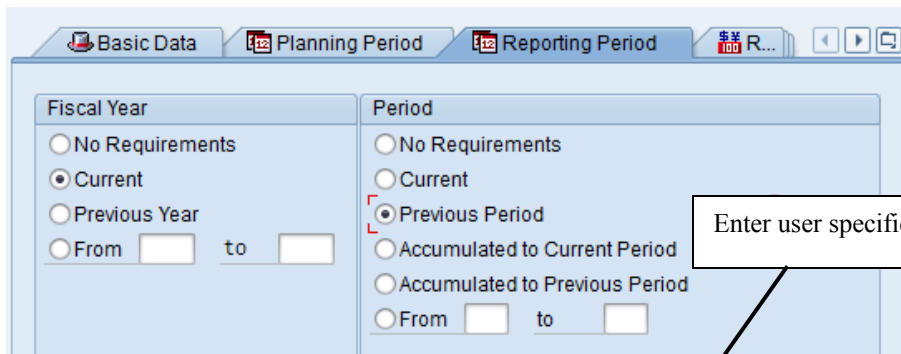 Basic Data Planning Period Reporting Period R...
Fiscal Year Period
No Requirements No Requirements
Current Current
Previous Year Previous Period
From to Accumulated to Current Period
Accumulated to Previous Period
From to
Enter user